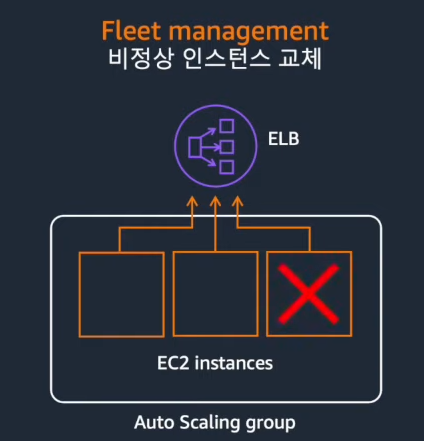 Fleet management
비정상 인스턴스 교체
ELB
EC2 instances
Auto Scaling group